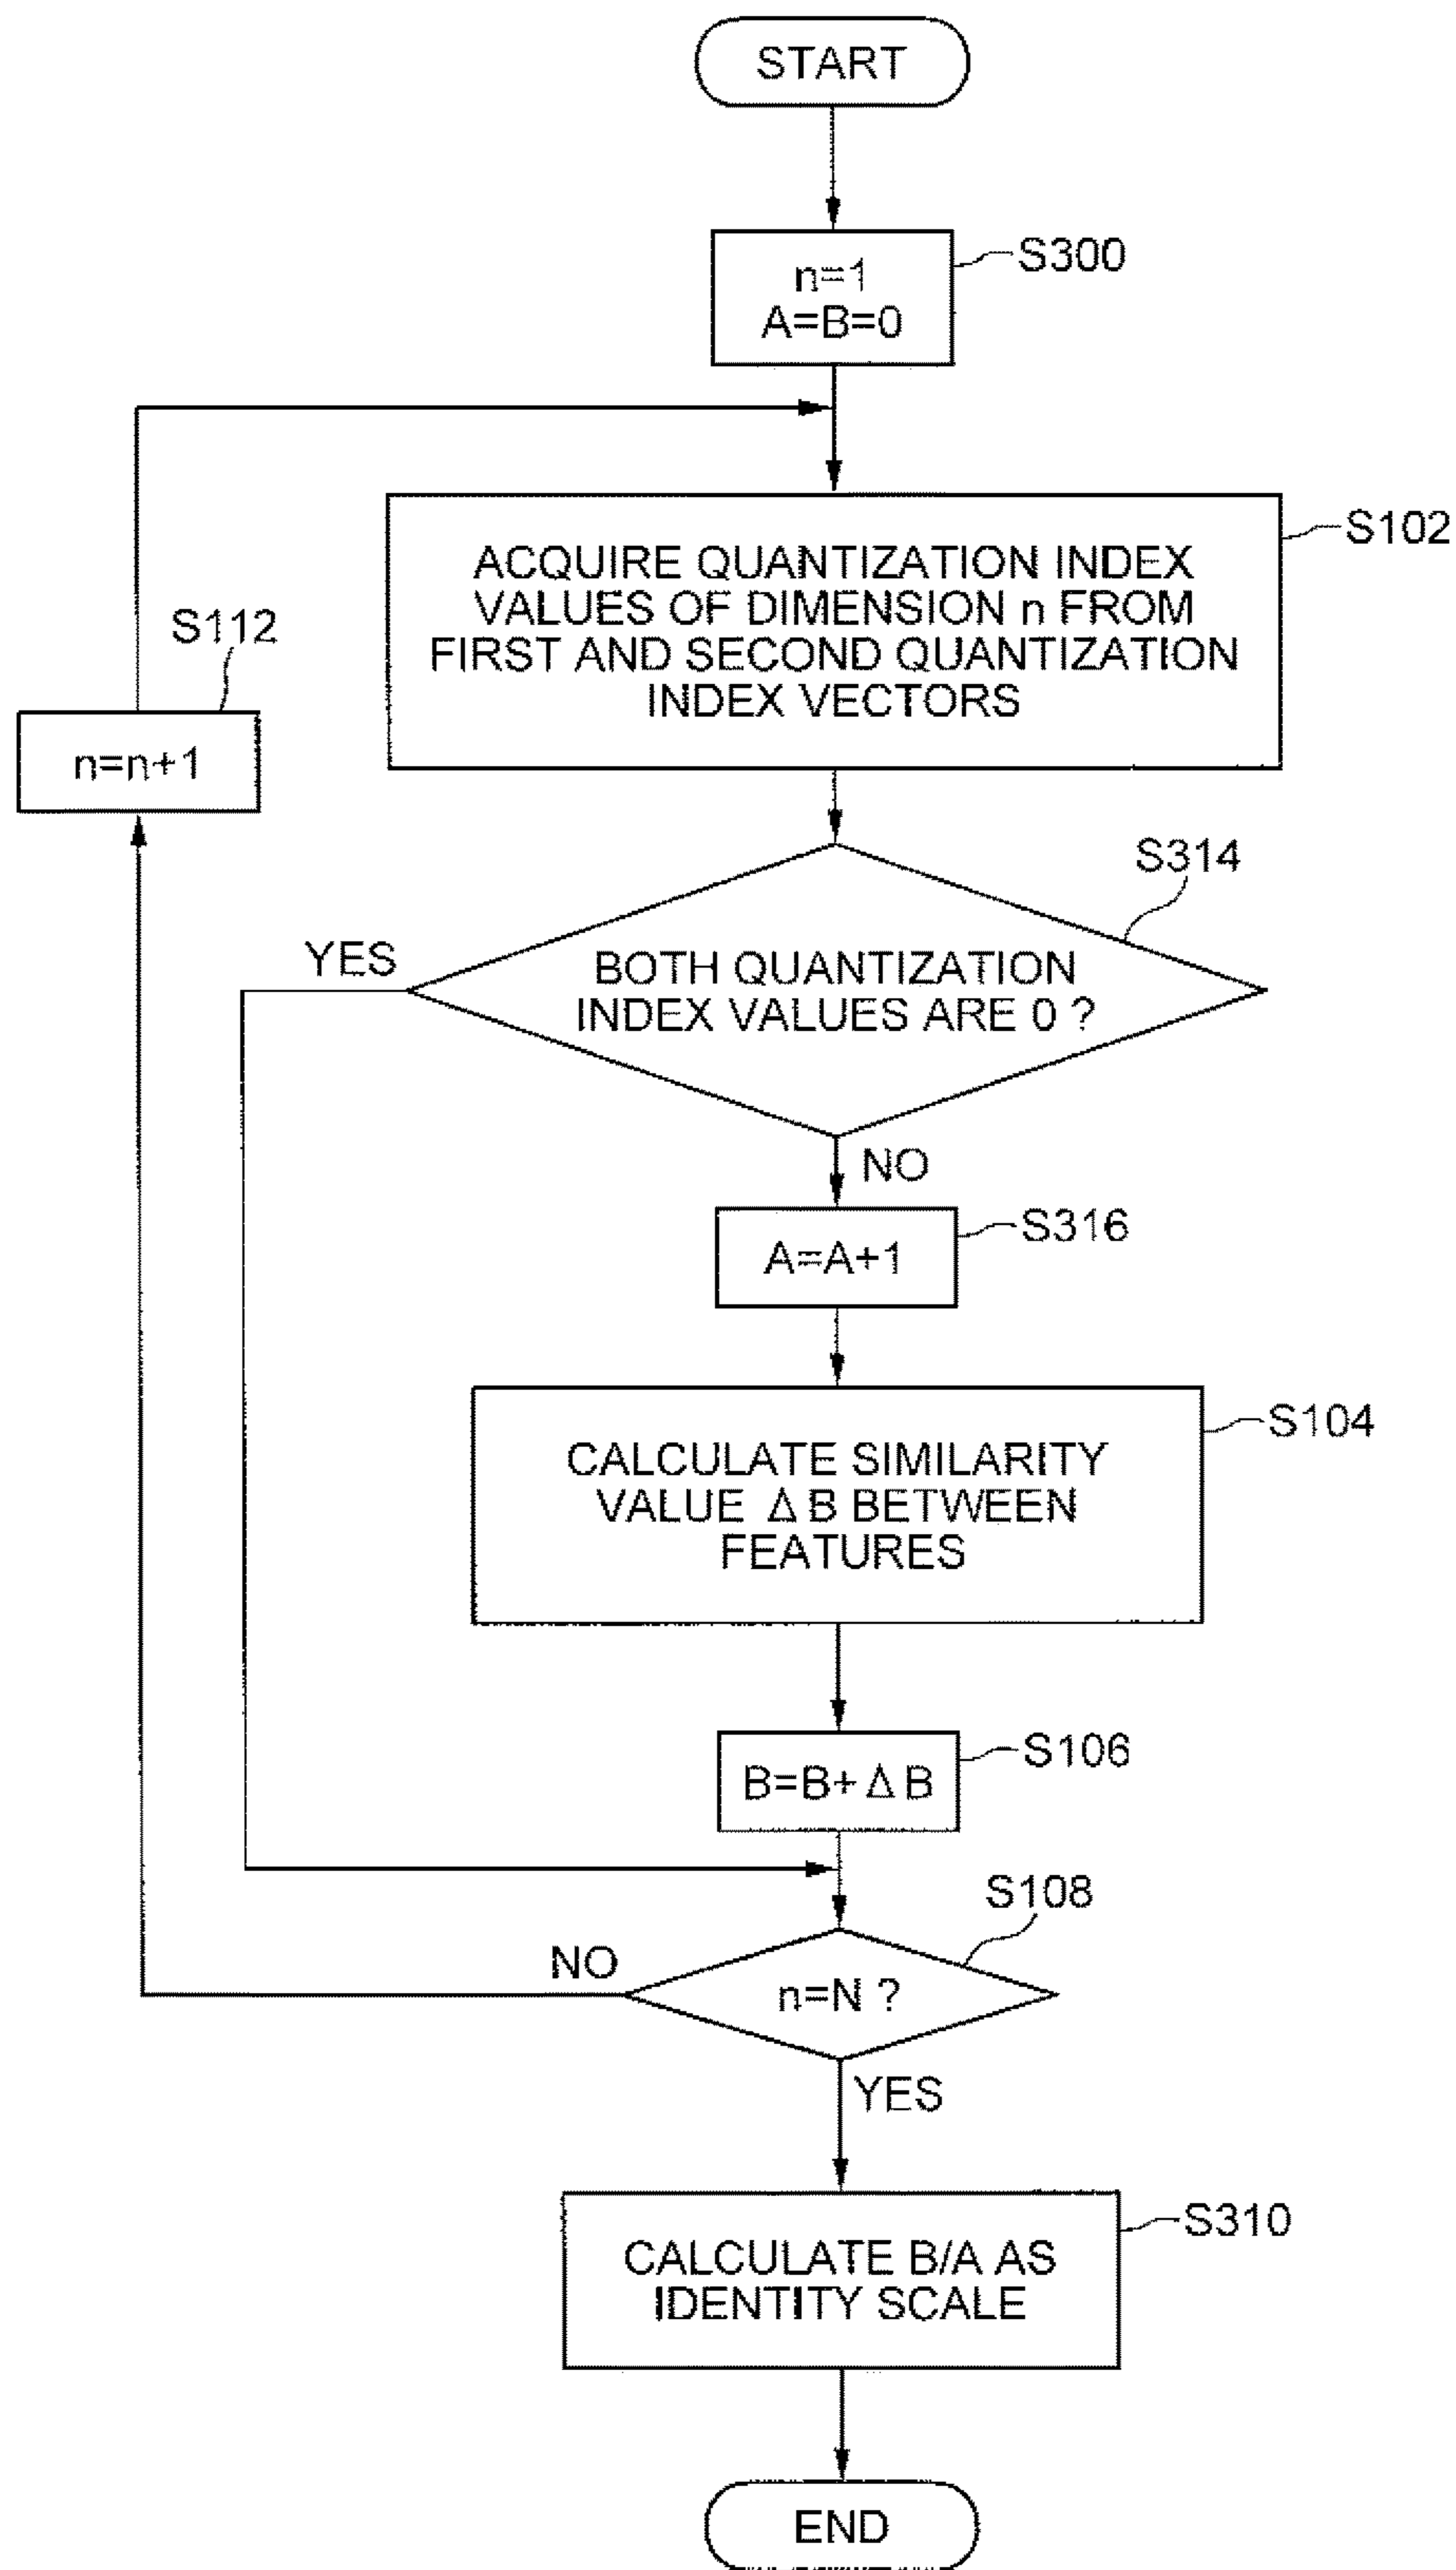 START
S300
n=1
A=B=0
S102
ACQUIRE QUANTIZATION INDEX
VALUES OF DIMENSION n FROM
FIRST AND SECOND QUANTIZATION
INDEX VECTORS
S112
n=n+1
S314
YES
BOTH QUANTIZATION
INDEX VALUES ARE 0 ?
NO
S316
A=A+1
S104
CALCULATE SIMILARITY
VALUE Δ B BETWEEN
FEATURES
S106
B=B+ Δ B
S108
NO
n=N ?
YES
S310
CALCULATE B/A AS
IDENTITY SCALE
END